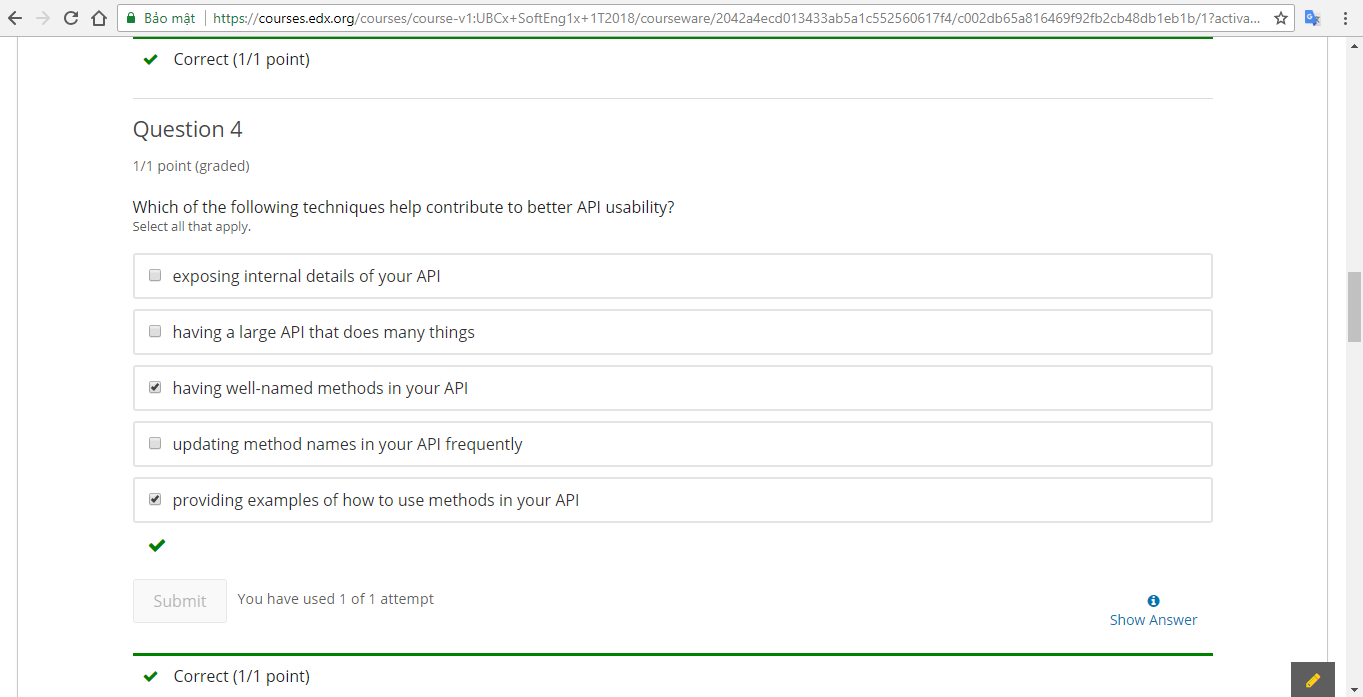 Bảo mật https://courses.edx.org/courses/course-v1:UBCx+SoftEng1x+1T2018/courseware/2042a4ecd013433ab5a1c552560617f4/c002db65a816469f92fb2cb48db1eb1b/1?activa...
Correct (1/1 point)
Question 4
1/1 point (graded)
Which of the following techniques help contribute to better API usability?
Select all that apply.
exposing internal details of your API
having a large API that does many things
having well-named methods in your API
updating method names in your API frequently
providing examples of how to use methods in your API
Submit You have used 1 of 1 attempt
Show Answer
Correct (1/1 point)